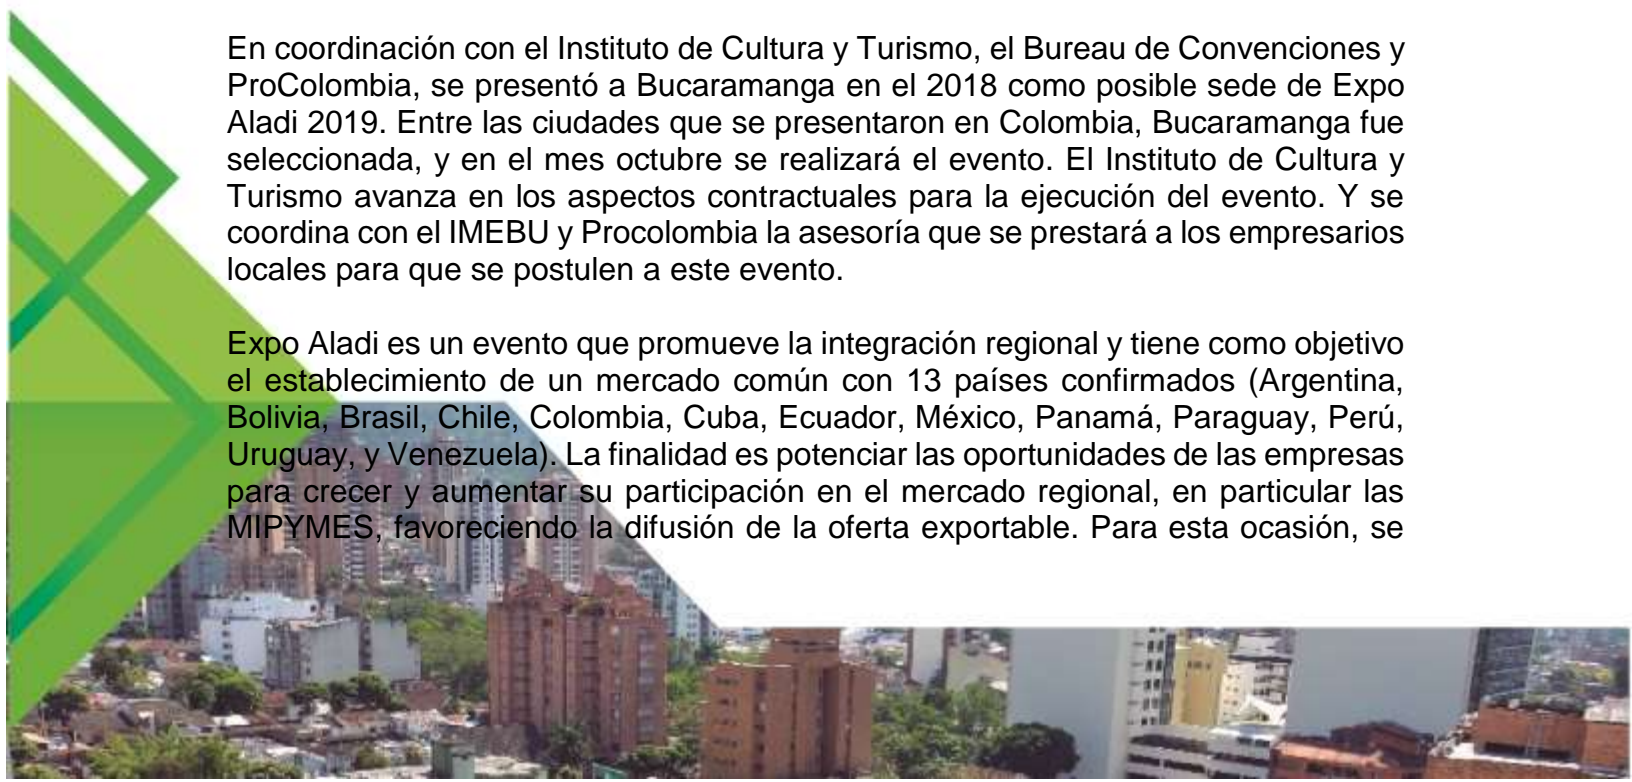 En coordinación con el Instituto de Cultura y Turismo, el Bureau de Convenciones y
ProColombia, se presentó a Bucaramanga en el 2018 como posible sede de Expo
Aladi 2019. Entre las ciudades que se presentaron en Colombia, Bucaramanga fue
seleccionada, y en el mes octubre se realizará el evento. El Instituto de Cultura y
Turismo avanza en los aspectos contractuales para la ejecución del evento. Y se
coordina con el IMEBU y Procolombia la asesoría que se prestará a los empresarios
locales para que se postulen a este evento.
Expo Aladi es un evento que promueve la integración regional y tiene como objetivo
el establecimiento de un mercado común con 13 países confirmados (Argentina,
Bolivia, Brasil, Chile, Colombia, Cuba, Ecuador, México, Panamá, Paraguay, Perú,
Uruguay, y Venezuela). La finalidad es potenciar las oportunidades de las empresas
para crecer y aumentar su participación en el mercado regional, en particular las
MIPYMES, favoreciendo la difusión de la oferta exportable. Para esta ocasión, se